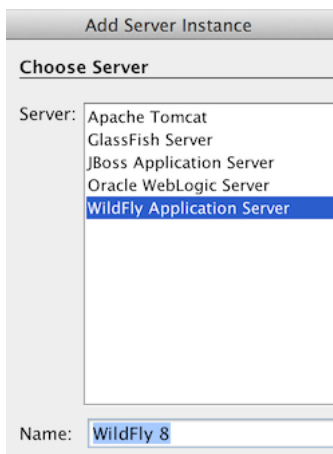 Add Server Instance
Choose Server
Server:
Apache Tomcat
GlassFish Server
JBoss Application Server
Oracle WebLogic Server
WildFly Application Server
Name: WildFly 8